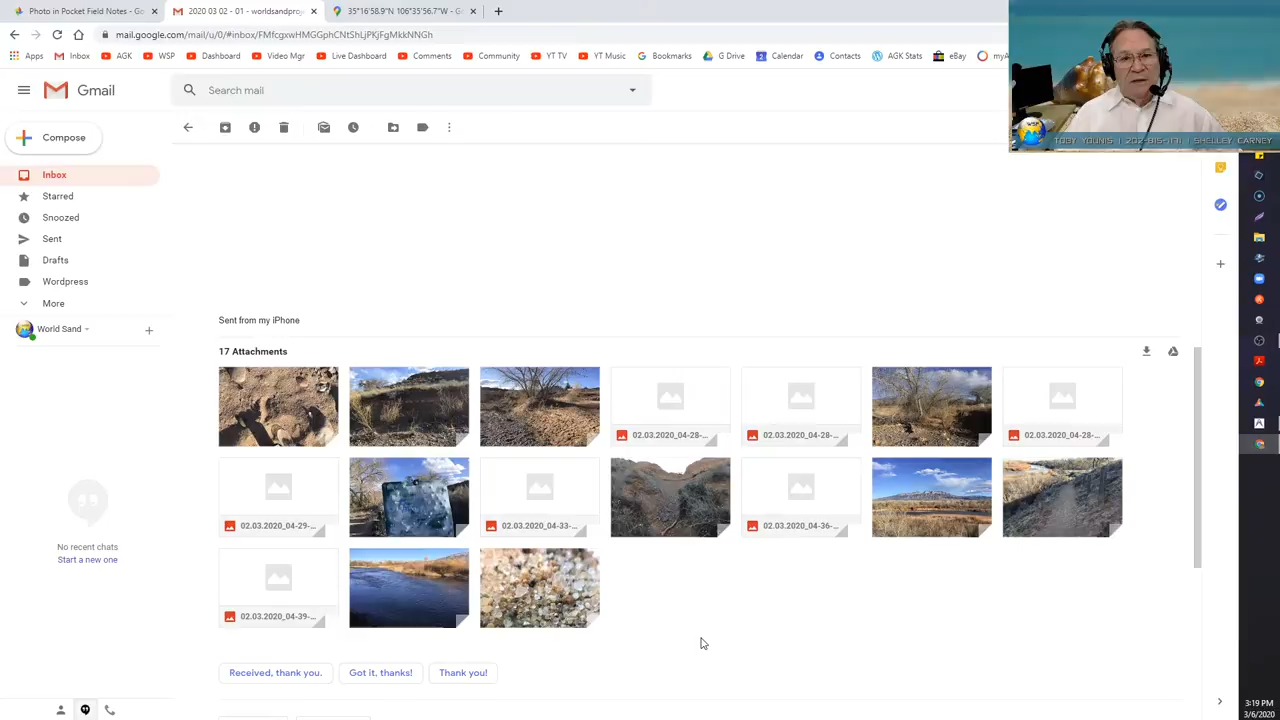 Photo in Pocket Field Notes - G
2020 03 02 - 01 - worldsandproj
35°16'58.9"N 106°35'56.7"W - G
mail.google.com/mail/u/0/#inbox/FMfcgxwHMGGphCNtShLjPKjFgMkkNNGh
Apps Inbox AGK WSP Dashboard Video Mgr Live Dashboard Comments Community YT TV YT Music Bookmarks G Drive Calendar Contacts AGK Stats eBay
Gmail
Search mail
TOBY YOUNIS | 202-815-1171 | SHELLEY CARNEY
WSP
Compose
Inbox
Starred
Snoozed
Sent
Drafts
Wordpress
More
World Sand
No recent chats
Start a new one
Sent from my iPhone
17 Attachments
02.03.2020_04-28-...
02.03.2020_04-28-...
02.03.2020_04-28-...
02.03.2020_04-29-...
02.03.2020_04-33-...
02.03.2020_04-36-...
02.03.2020_04-39-...
Received, thank you.
Got it, thanks!
Thank you!
3:19 PM
3/6/2020